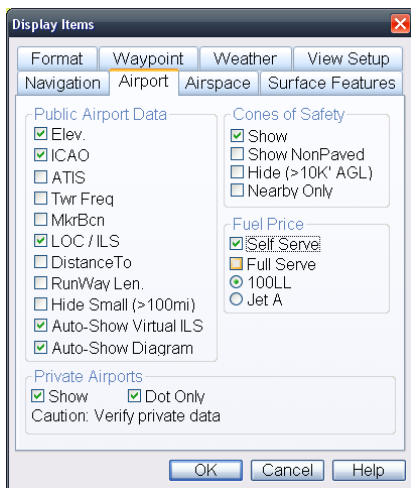 Display Items
Format Waypoint Weather View Setup
Navigation Airport Airspace Surface Features
Public Airport Data
Elev.
ICAO
ATIS
Twr Freq
MkrBcn
LOC / ILS
DistanceTo
RunWay Len.
Hide Small (>100mi)
Auto-Show Virtual ILS
Auto-Show Diagram
Cones of Safety
Show
Show NonPaved
Hide (>10K' AGL)
Nearby Only
Fuel Price
Self Serve
Full Serve
100LL
Jet A
Private Airports
Show Dot Only
Caution: Verify private data
OK Cancel Help